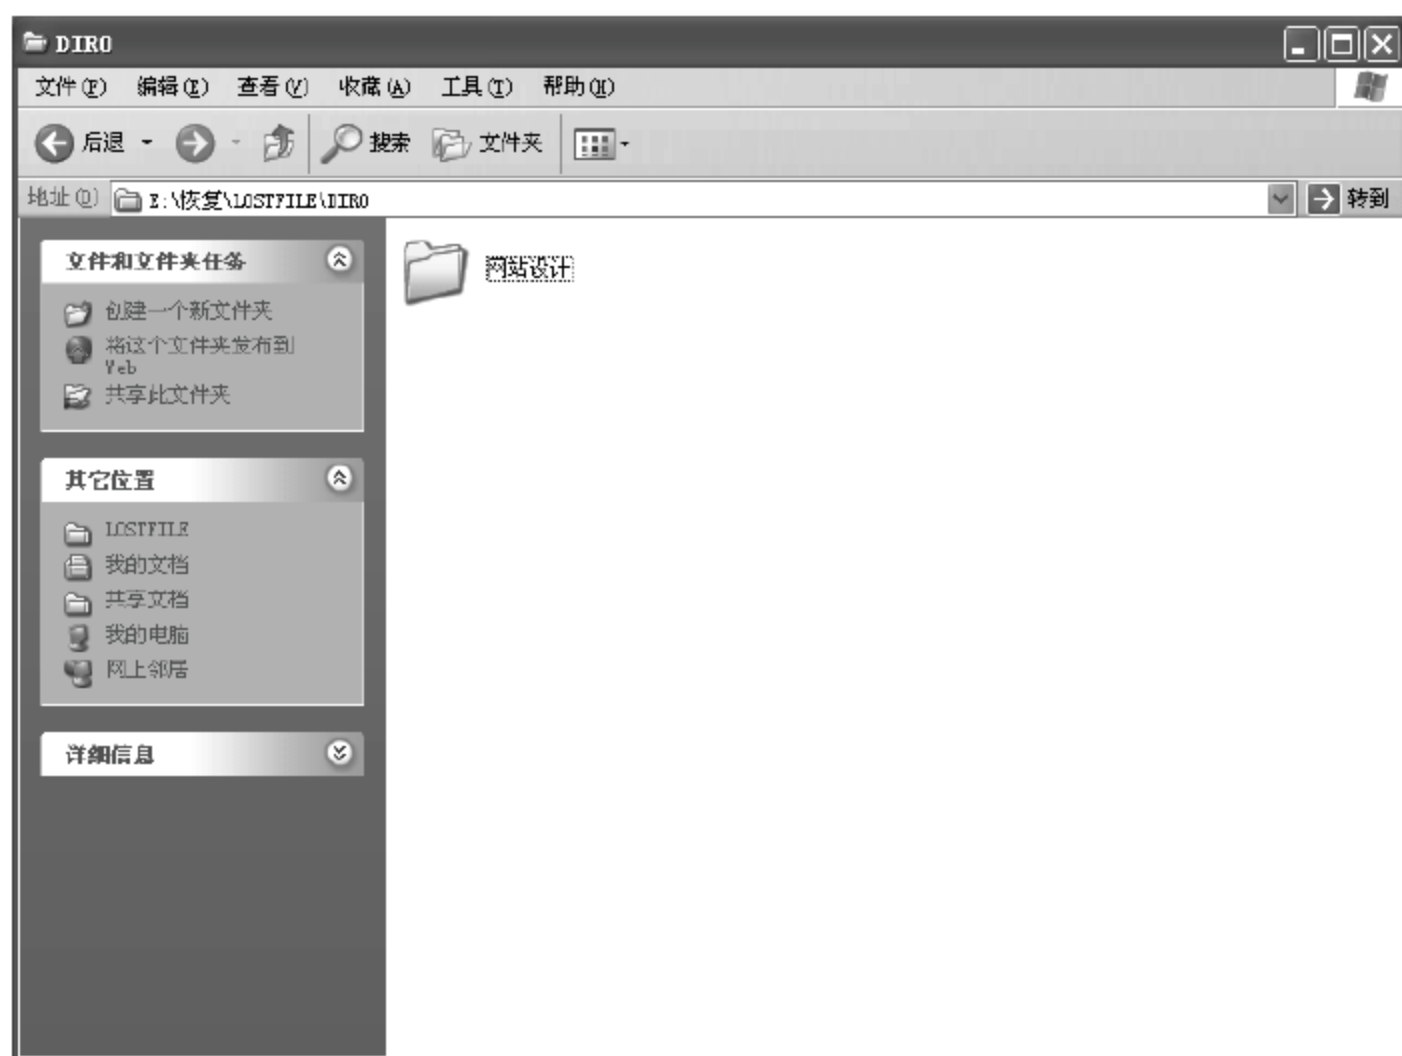 DIR0
文件(F) 编辑(E) 查看(V) 收藏(A) 工具(T) 帮助(H)
后退 搜索 文件夹
地址(D) E:\恢复\LOSTFILE\DIR0 转到
文件和文件夹任务
创建一个新文件夹
将这个文件夹发布到
Web
共享此文件夹
其它位置
LOSTFILE
我的文档
共享文档
我的电脑
网上邻居
详细信息
网站设计